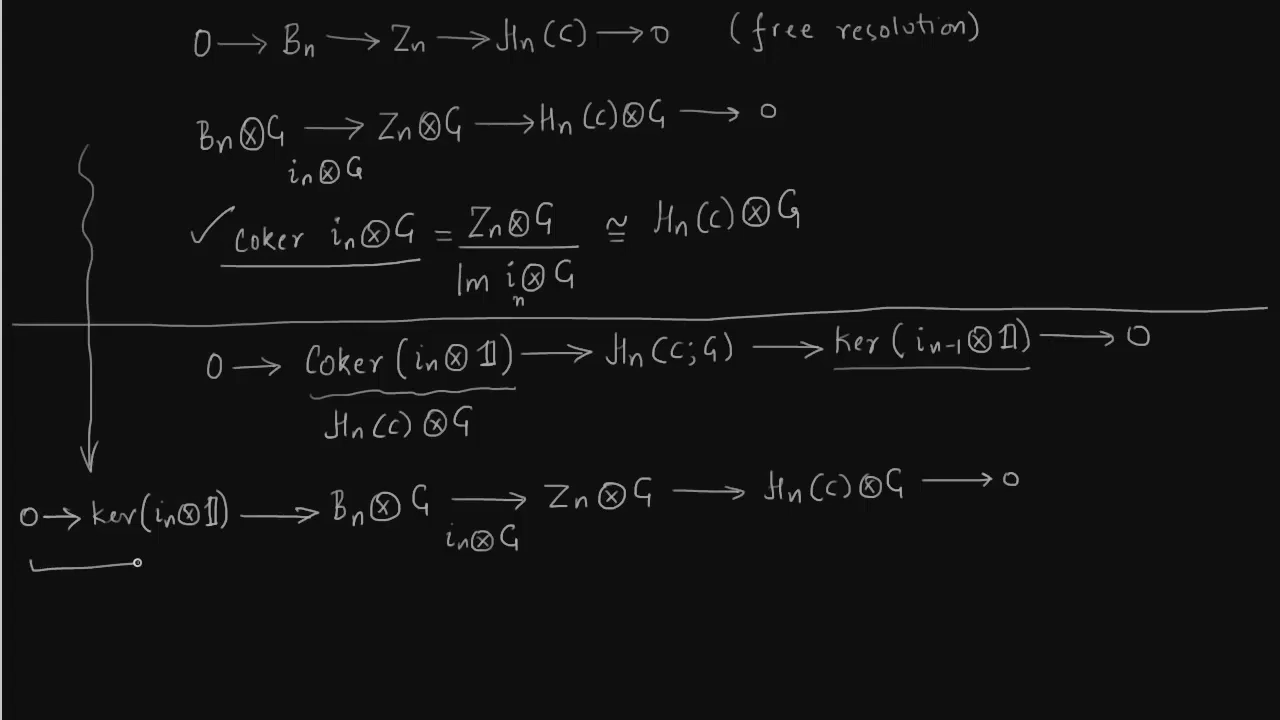 0 → Bₙ → Zₙ → Hₙ(C) → 0 (free resolution)
Bₙ⊗G → Zₙ⊗G → Hₙ(C)⊗G → 0
iₙ⊗G
✓ Coker iₙ⊗G = Zₙ⊗G / Im iₙ⊗G ≅ Hₙ(C)⊗G
0 → Coker(iₙ⊗𝟙) → Hₙ(C;G) → Ker(iₙ₋₁⊗𝟙) → 0
Hₙ(C)⊗G
0 → Ker(iₙ⊗𝟙) → Bₙ⊗G → Zₙ⊗G → Hₙ(C)⊗G → 0
iₙ⊗G